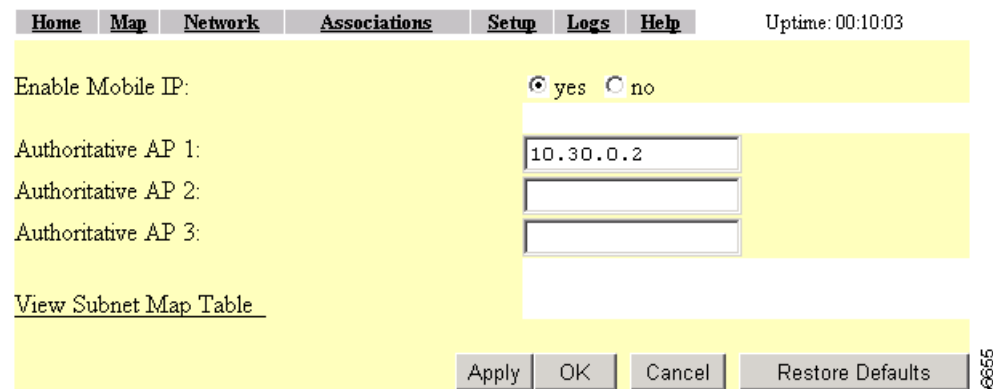 Home Map Network Associations Setup Logs Help Uptime: 00:10:03
Enable Mobile IP: yes no
Authoritative AP 1: 10.30.0.2
Authoritative AP 2:
Authoritative AP 3:
View Subnet Map Table
Apply OK Cancel Restore Defaults